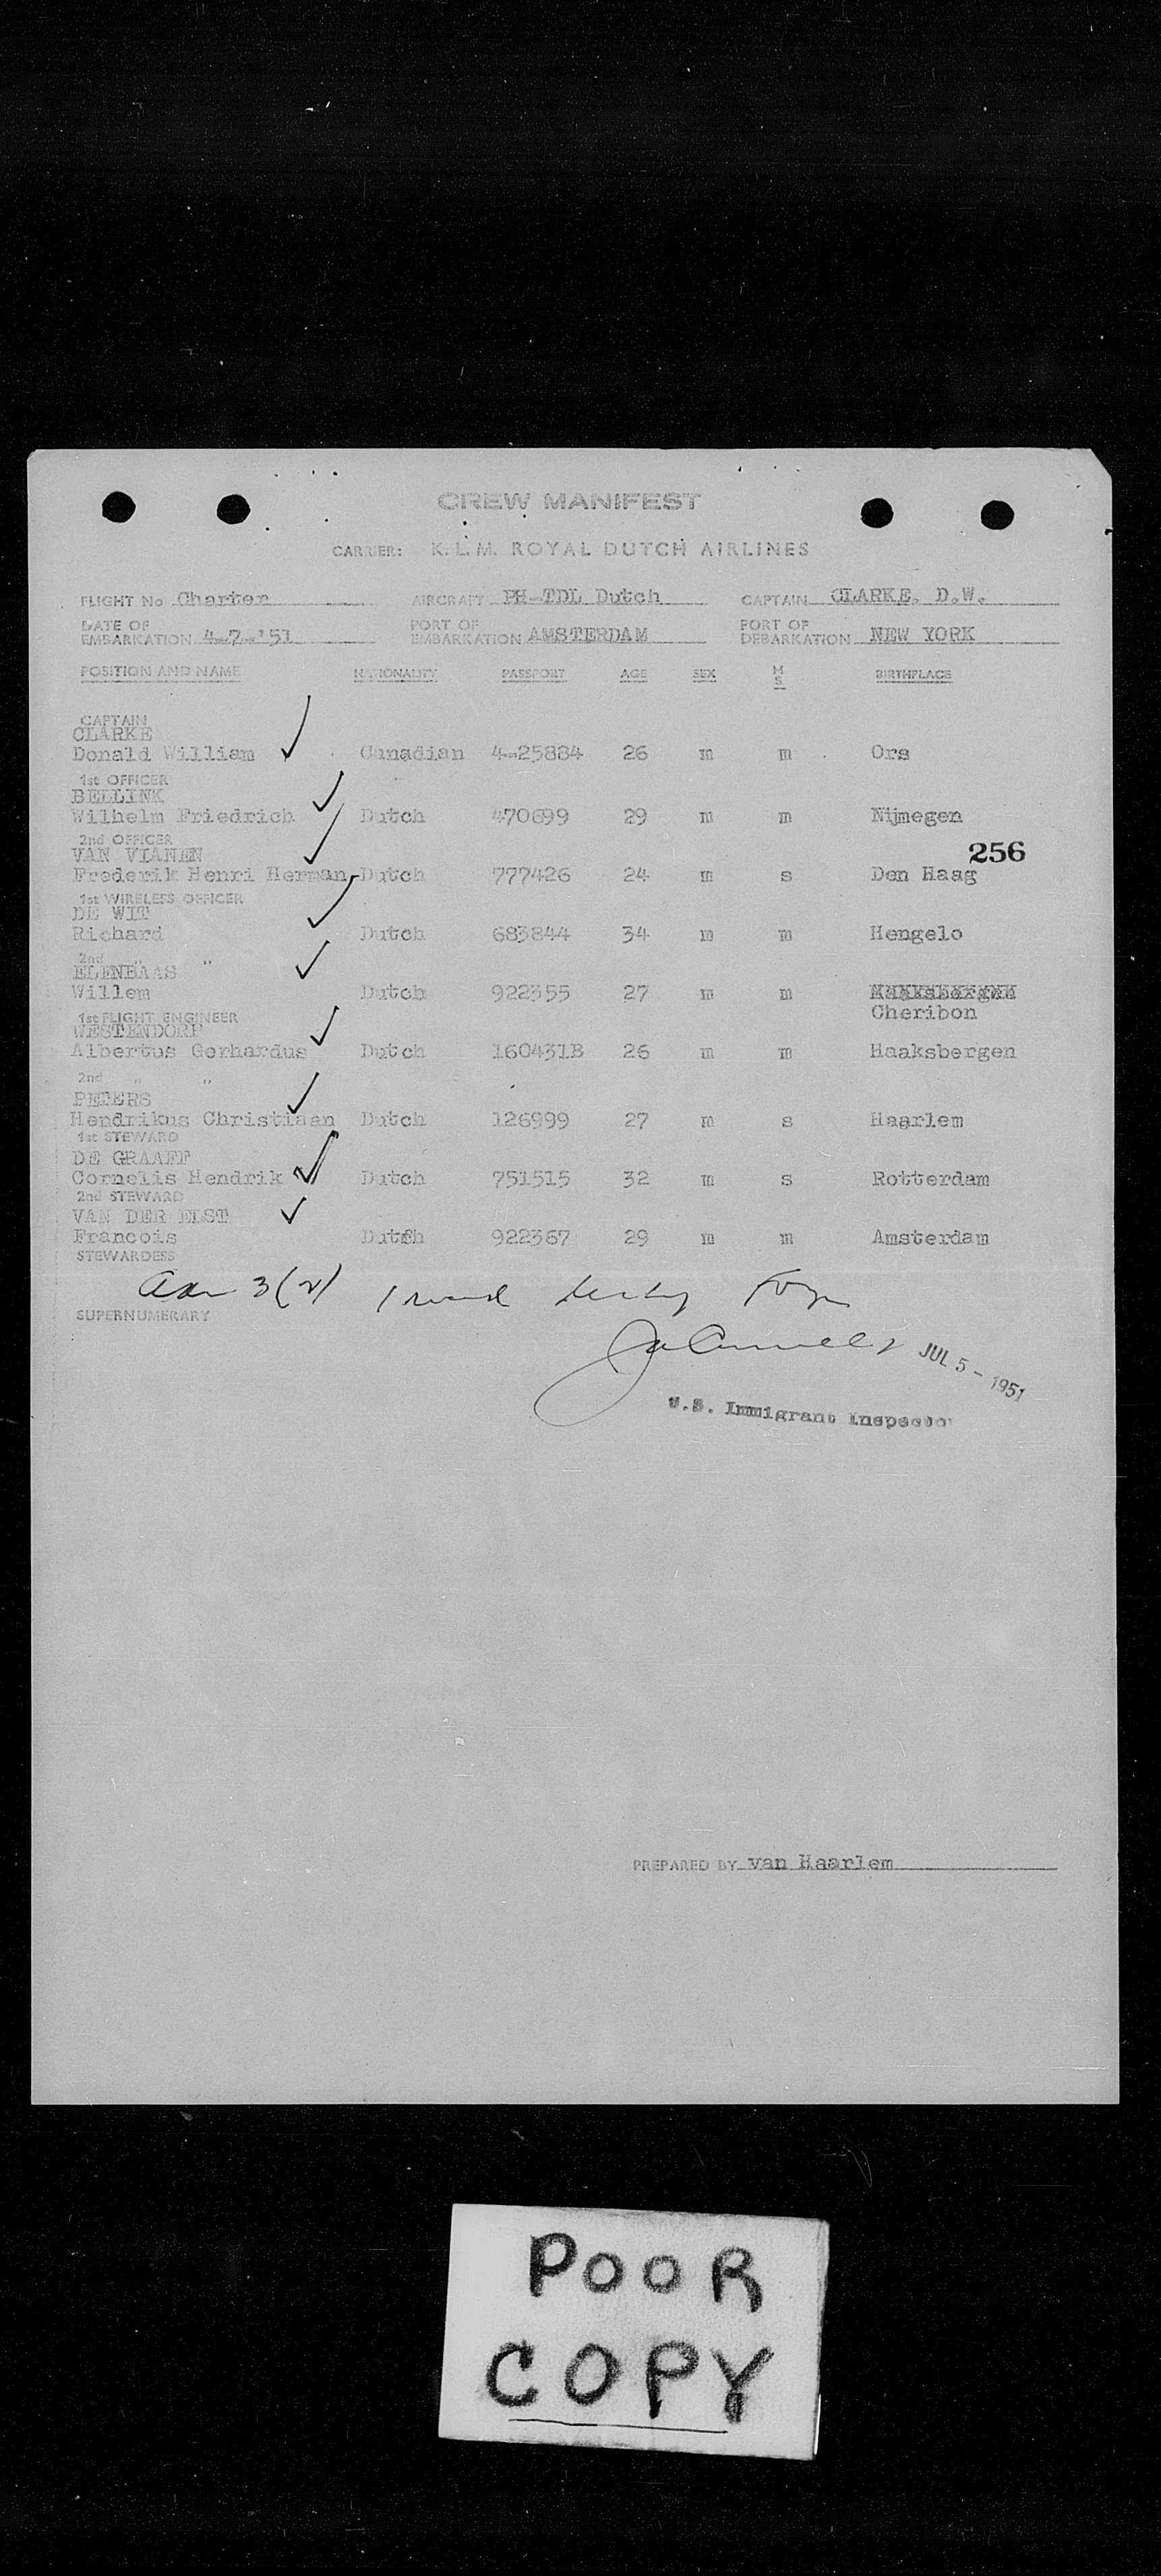 CREW MANIFEST
CARRIER: K.L.M. ROYAL DUTCH AIRLINES
FLIGHT No Charter AIRCRAFT PH-TDL Dutch CAPTAIN CLARKE. D.W.
DATE OF EMBARKATION 4-7-'51 PORT OF EMBARKATION AMSTERDAM PORT OF DEBARKATION NEW YORK
POSITION AND NAME NATIONALITY PASSPORT AGE SEX M S BIRTHPLACE
CAPTAIN
CLARKE
Donald William Canadian 4-25884 26 m m Ors
1st OFFICER
BELLINK
Wilhelm Friedrich Dutch 470699 29 m m Nijmegen
2nd OFFICER
VAN VIANEN 256
Frederik Henri Herman Dutch 777426 24 m s Den Haag
1st WIRELESS OFFICER
DE WIT
Richard Dutch 683844 34 m m Hengelo
2nd " "
ELENBAAS
Willem Dutch 922355 27 m m
Cheribon
1st FLIGHT ENGINEER
WESTENDORP
Albertus Gerhardus Dutch 160431B 26 m m Haaksbergen
2nd " "
PETERS
Hendrikus Christiaan Dutch 126999 27 m s Haarlem
1st STEWARD
DE GRAAFF
Cornelis Hendrik Dutch 751515 32 m s Rotterdam
2nd STEWARD
VAN DER ELST
Francois Dutch 922367 29 m m Amsterdam
STEWARDESS
3(2)
SUPERNUMERARY
JUL 5 - 1951
U.S. Immigrant Inspector
PREPARED BY van Haarlem
POOR
COPY